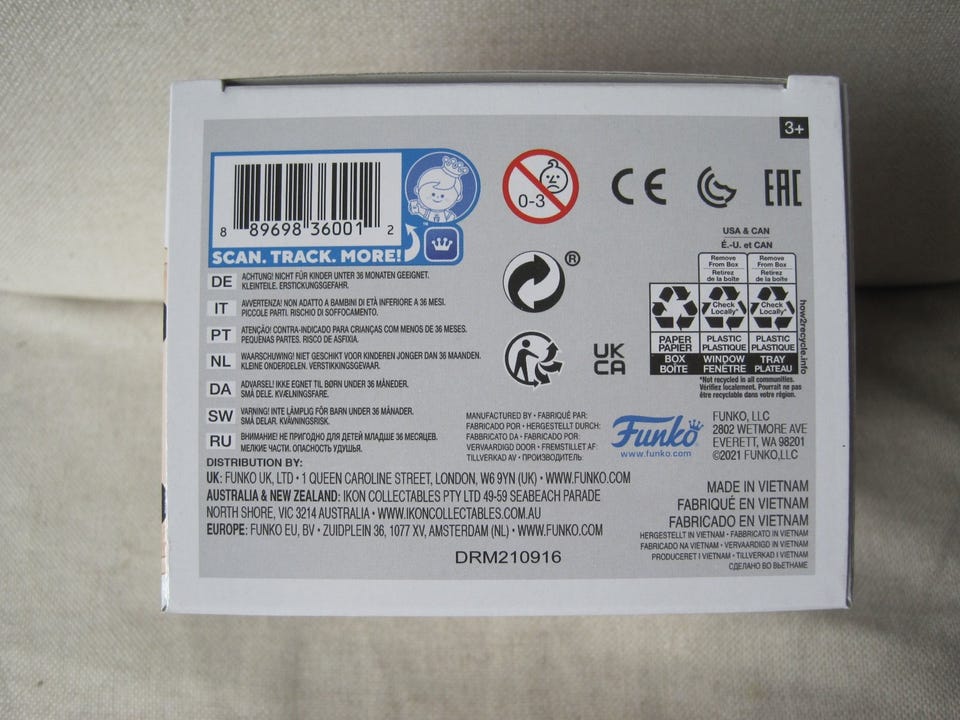 3+
8 89698 36001 2
SCAN. TRACK. MORE!
™
0-3
CE
EAC
®
UK
CA
USA & CAN
É.-U. et CAN
Remove From Box
Retirez de la boîte
Remove From Box
Retirez de la boîte
Check Locally*
Check Locally*
PAPER
PAPIER
PLASTIC
PLASTIQUE
PLASTIC
PLASTIQUE
BOX
BOÎTE
WINDOW
FENÊTRE
TRAY
PLATEAU
*Not recycled in all communities.
Vérifiez localement. Pourrait ne pas
être recyclable dans votre région.
how2recycle.info
DE ACHTUNG! NICHT FÜR KINDER UNTER 36 MONATEN GEEIGNET.
KLEINTEILE. ERSTICKUNGSGEFAHR.
IT AVVERTENZA! NON ADATTO A BAMBINI DI ETÀ INFERIORE A 36 MESI.
PICCOLE PARTI. RISCHIO DI SOFFOCAMENTO.
PT ATENÇÃO! CONTRA-INDICADO PARA CRIANÇAS COM MENOS DE 36 MESES.
PEQUENAS PARTES. RISCO DE ASFIXIA.
NL WAARSCHUWING! NIET GESCHIKT VOOR KINDEREN JONGER DAN 36 MAANDEN.
KLEINE ONDERDELEN. VERSTIKKINGSGEVAAR.
DA ADVARSEL! IKKE EGNET TIL BØRN UNDER 36 MÅNEDER.
SMÅ DELE. KVÆLNINGSFARE.
SW VARNING! INTE LÄMPLIG FÖR BARN UNDER 36 MÅNADER.
SMÅ DELAR. KVÄVNINGSRISK.
RU ВНИМАНИЕ! НЕ ПРИГОДНО ДЛЯ ДЕТЕЙ МЛАДШЕ 36 МЕСЯЦЕВ.
МЕЛКИЕ ЧАСТИ. ОПАСНОСТЬ УДУШЬЯ.
MANUFACTURED BY • FABRIQUÉ PAR:
FABRICADO POR • HERGESTELLT DURCH:
FABBRICATO DA • FABRICADO POR:
VERVAARDIGD DOOR • FREMSTILLET AF:
TILLVERKAD AV • ПРОИЗВОДИТЕЛЬ:
Funko
www.funko.com
FUNKO, LLC
2802 WETMORE AVE
EVERETT, WA 98201
©2021 FUNKO,LLC
DISTRIBUTION BY:
UK: FUNKO UK, LTD • 1 QUEEN CAROLINE STREET, LONDON, W6 9YN (UK) • WWW.FUNKO.COM
AUSTRALIA & NEW ZEALAND: IKON COLLECTABLES PTY LTD 49-59 SEABEACH PARADE
NORTH SHORE, VIC 3214 AUSTRALIA • WWW.IKONCOLLECTABLES.COM.AU
EUROPE: FUNKO EU, BV • ZUIDPLEIN 36, 1077 XV, AMSTERDAM (NL) • WWW.FUNKO.COM
DRM210916
MADE IN VIETNAM
FABRIQUÉ EN VIETNAM
FABRICADO EN VIETNAM
HERGESTELLT IN VIETNAM • FABBRICATO IN VIETNAM
FABRICADO NA VIETNAM • VERVAARDIGD IN VIETNAM
PRODUCERET I VIETNAM • TILLVERKAD I VIETNAM
СДЕЛАНО ВО ВЬЕТНАМЕ